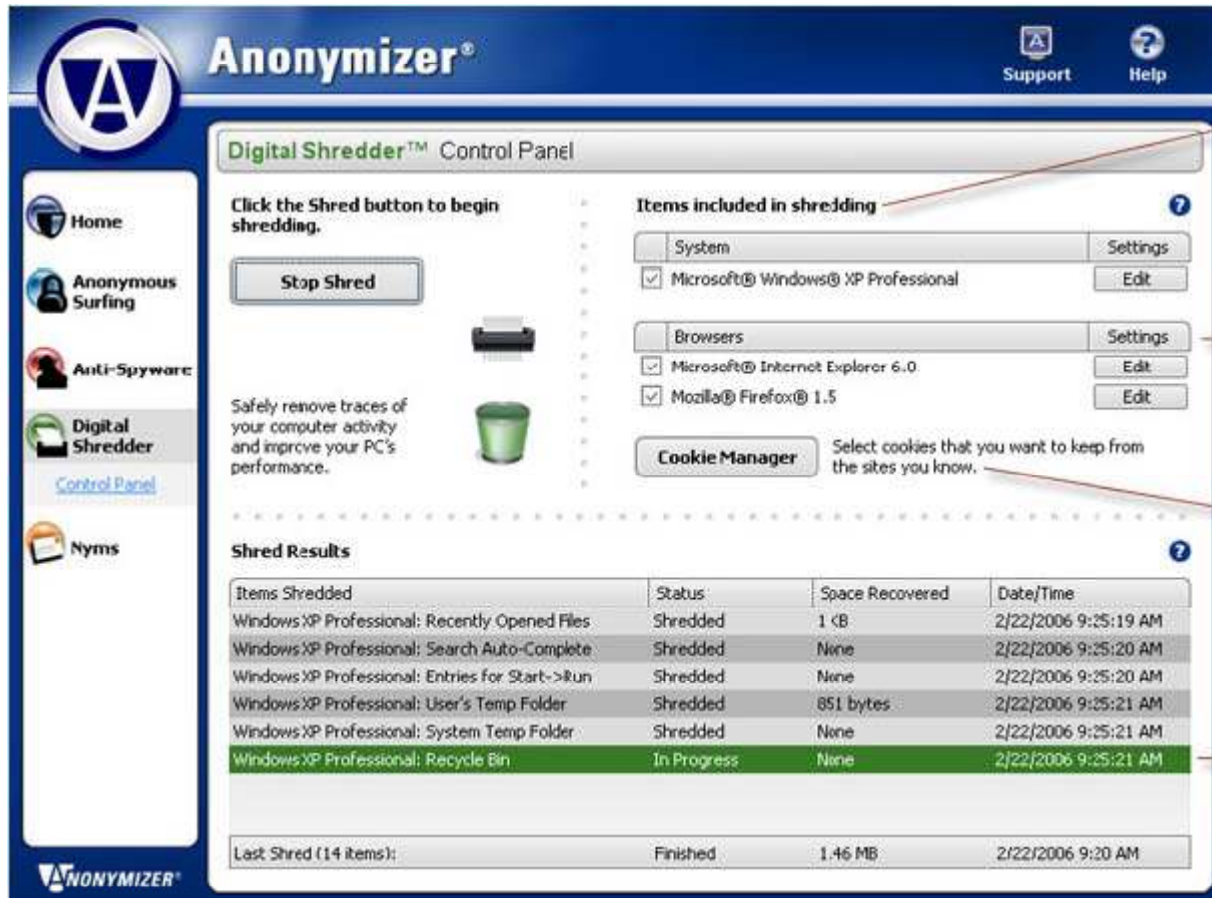 Anonymizer®
Support
Help
Digital Shredder™ Control Panel
Home
Anonymous
Surfing
Anti-Spyware
Digital
Shredder
Control Panel
Nyms
ANONYMIZER®
Click the Shred button to begin
shredding.
Stop Shred
Safely remove traces of
your computer activity
and improve your PC's
performance.
Items included in shredding
System Settings
Microsoft® Windows® XP Professional Edit
Browsers Settings
Microsoft® Internet Explorer 6.0 Edit
Mozilla® Firefox® 1.5 Edit
Cookie Manager
Select cookies that you want to keep from
the sites you know.
Shred Results
Items Shredded Status Space Recovered Date/Time
Windows XP Professional: Recently Opened Files Shredded 1 KB 2/22/2006 9:25:19 AM
Windows XP Professional: Search Auto-Complete Shredded None 2/22/2006 9:25:20 AM
Windows XP Professional: Entries for Start->Run Shredded None 2/22/2006 9:25:20 AM
Windows XP Professional: User's Temp Folder Shredded 851 bytes 2/22/2006 9:25:21 AM
Windows XP Professional: System Temp Folder Shredded None 2/22/2006 9:25:21 AM
Windows XP Professional: Recycle Bin In Progress None 2/22/2006 9:25:21 AM
Last Shred (14 items): Finished 1.46 MB 2/22/2006 9:20 AM